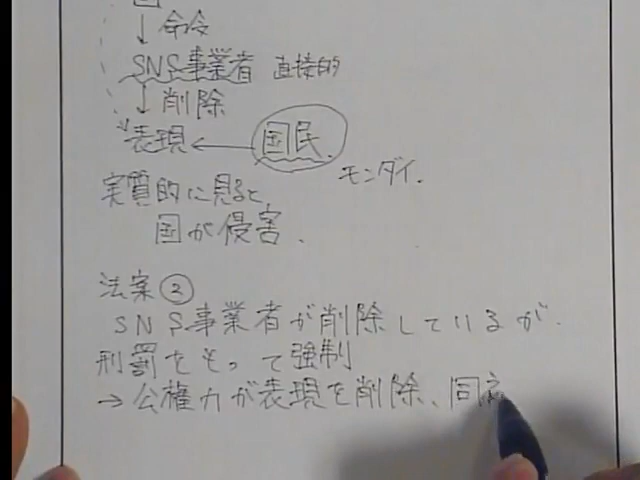 国
↓ 命令
SNS事業者 直接的
↓ 削除
表現 ← 国民
モンダイ.
実質的に見ると,
国が侵害.
法案②
SNS事業者が削除しているが.
刑罰をもって強制
→ 公権力が表現を削除、同